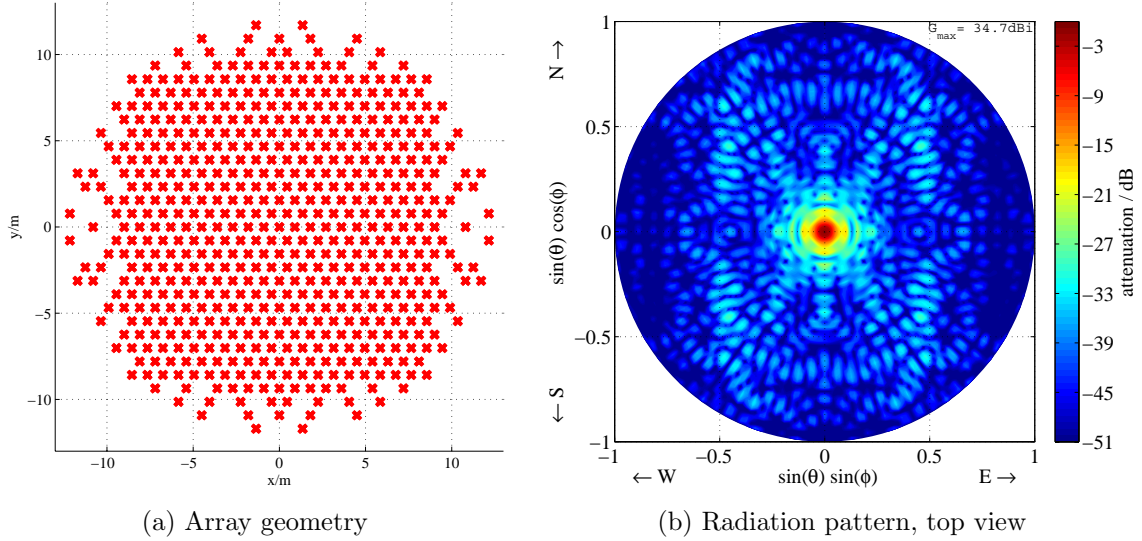 10
5
0
−5
−10
y/m
−10
−5
0
5
10
x/m
(a) Array geometry
G_max= 34.7dBi
1
0.5
0
−0.5
−1
N →
sin(θ) cos(ϕ)
← S
−1
−0.5
0
0.5
1
← W
sin(θ) sin(ϕ)
E →
−3
−9
−15
−21
−27
−33
−39
−45
−51
attenuation / dB
(b) Radiation pattern, top view